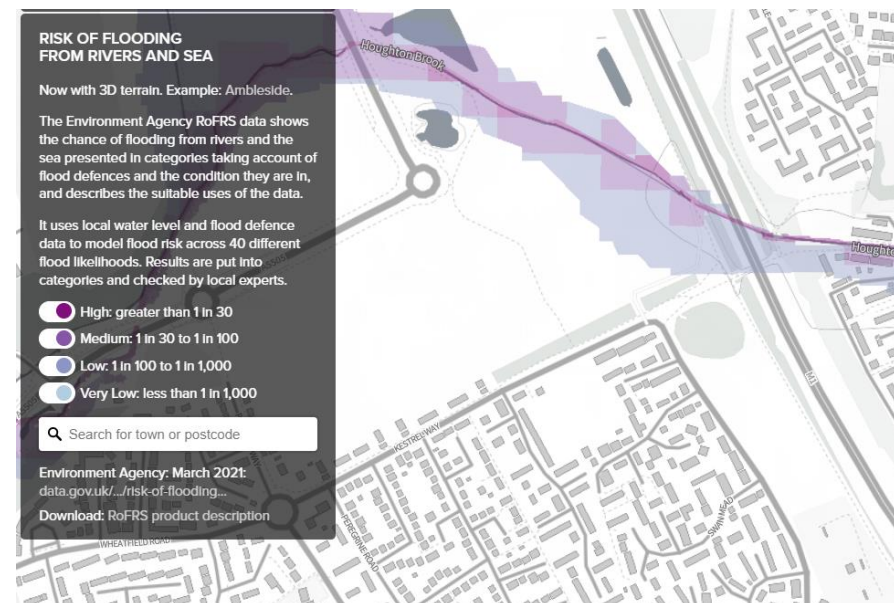 RISK OF FLOODING
FROM RIVERS AND SEA
Now with 3D terrain. Example: Ambleside.
The Environment Agency RoFRS data shows
the chance of flooding from rivers and the
sea presented in categories taking account of
flood defences and the condition they are in,
and describes the suitable uses of the data.
It uses local water level and flood defence
data to model flood risk across 40 different
flood likelihoods. Results are put into
categories and checked by local experts.
High: greater than 1 in 30
Medium: 1 in 30 to 1 in 100
Low: 1 in 100 to 1 in 1,000
Very Low: less than 1 in 1,000
Search for town or postcode
Environment Agency: March 2021:
data.gov.uk/.../risk-of-flooding...
Download: RoFRS product description
Houghton Brook
M1
KESTREL WAY
PEREGRINE ROAD
SWAN MEAD
WHEATFIELD ROAD